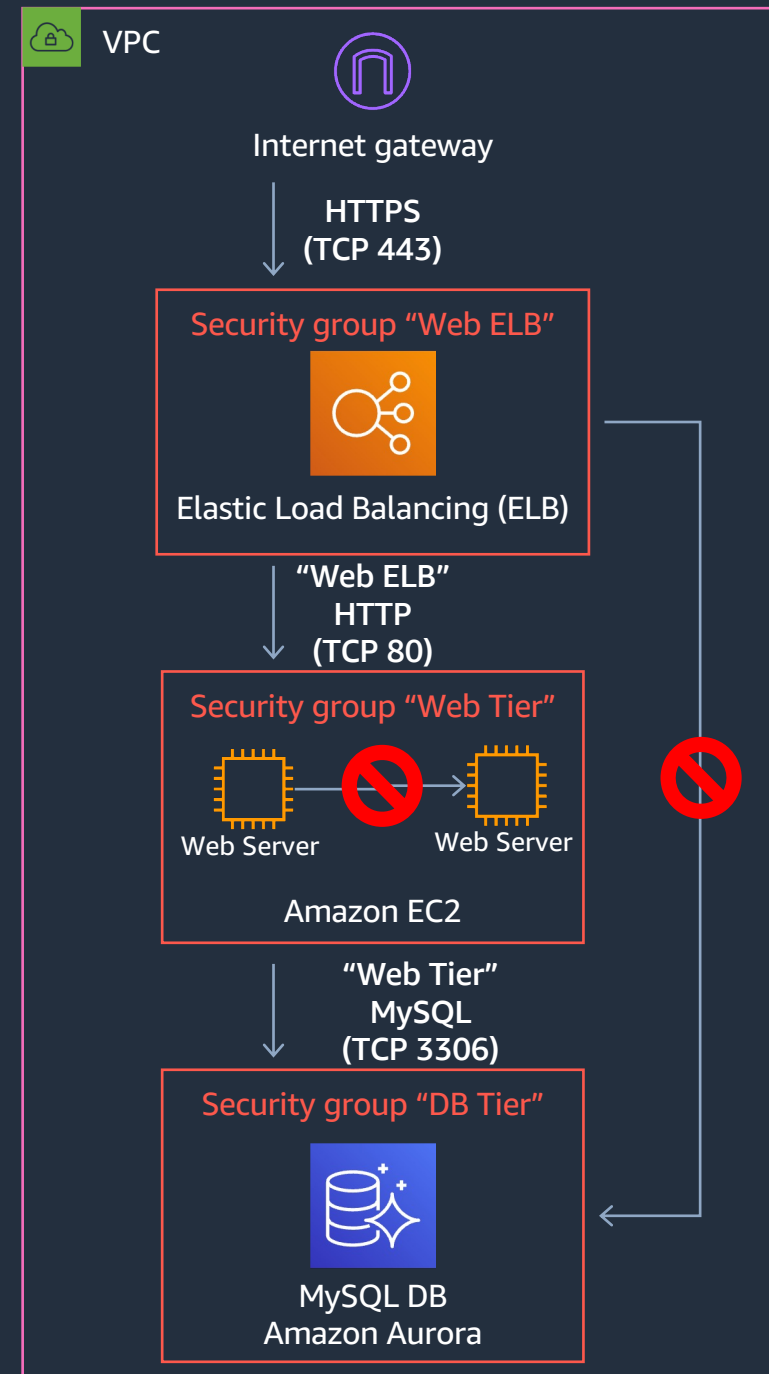 VPC
Internet gateway
HTTPS
(TCP 443)
Security group “Web ELB”
Elastic Load Balancing (ELB)
“Web ELB”
HTTP
(TCP 80)
Security group “Web Tier”
Web Server
Web Server
Amazon EC2
“Web Tier”
MySQL
(TCP 3306)
Security group “DB Tier”
MySQL DB
Amazon Aurora